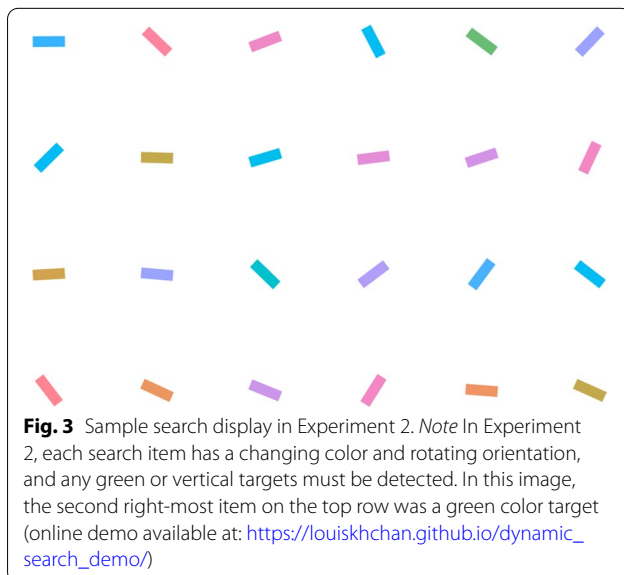 Fig. 3 Sample search display in Experiment 2. Note In Experiment
2, each search item has a changing color and rotating orientation,
and any green or vertical targets must be detected. In this image,
the second right-most item on the top row was a green color target
(online demo available at: https://louiskhchan.github.io/dynamic_
search_demo/)